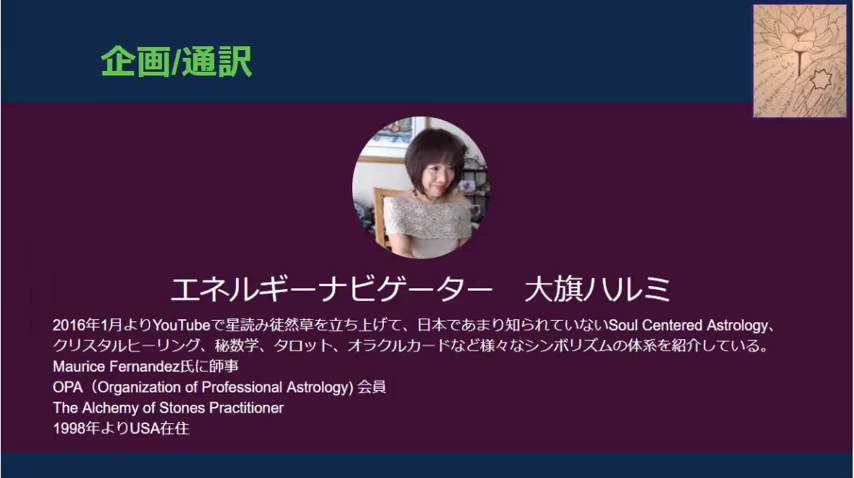 企画/通訳
エネルギーナビゲーター　大旗ハルミ
2016年1月よりYouTubeで星読み徒然草を立ち上げて、日本であまり知られていないSoul Centered Astrology、
クリスタルヒーリング、秘数学、タロット、オラクルカードなど様々なシンボリズムの体系を紹介している。
Maurice Fernandez氏に師事
OPA（Organization of Professional Astrology) 会員
The Alchemy of Stones Practitioner
1998年よりUSA在住